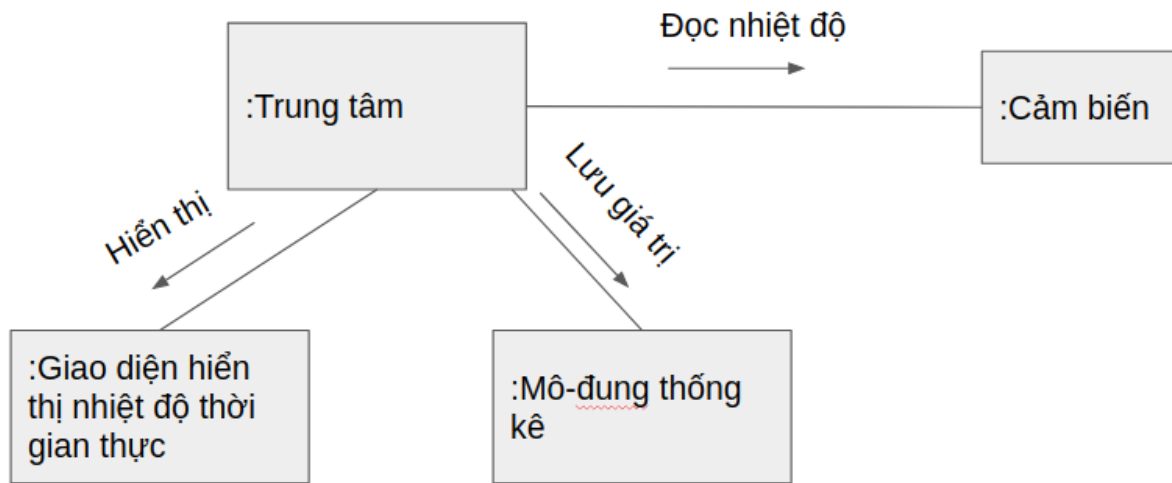 Đọc nhiệt độ
:Trung tâm
:Cảm biến
Hiển thị
Lưu giá trị
:Giao diện hiển
thị nhiệt độ thời
gian thực
:Mô-đung thống
kê